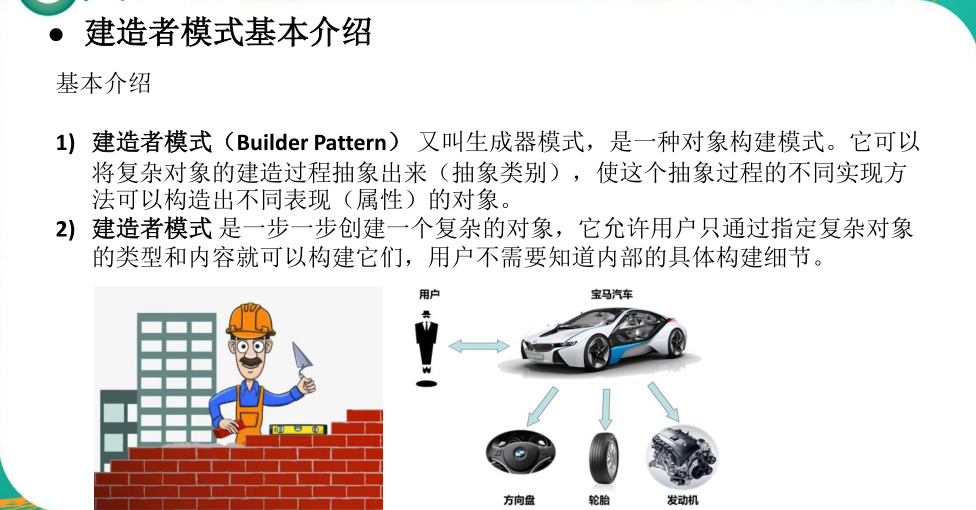 ● 建造者模式基本介绍
基本介绍
1) 建造者模式（Builder Pattern） 又叫生成器模式，是一种对象构建模式。它可以
将复杂对象的建造过程抽象出来（抽象类别），使这个抽象过程的不同实现方
法可以构造出不同表现（属性）的对象。
2) 建造者模式 是一步一步创建一个复杂的对象，它允许用户只通过指定复杂对象
的类型和内容就可以构建它们，用户不需要知道内部的具体构建细节。
用户
宝马汽车
方向盘
轮胎
发动机